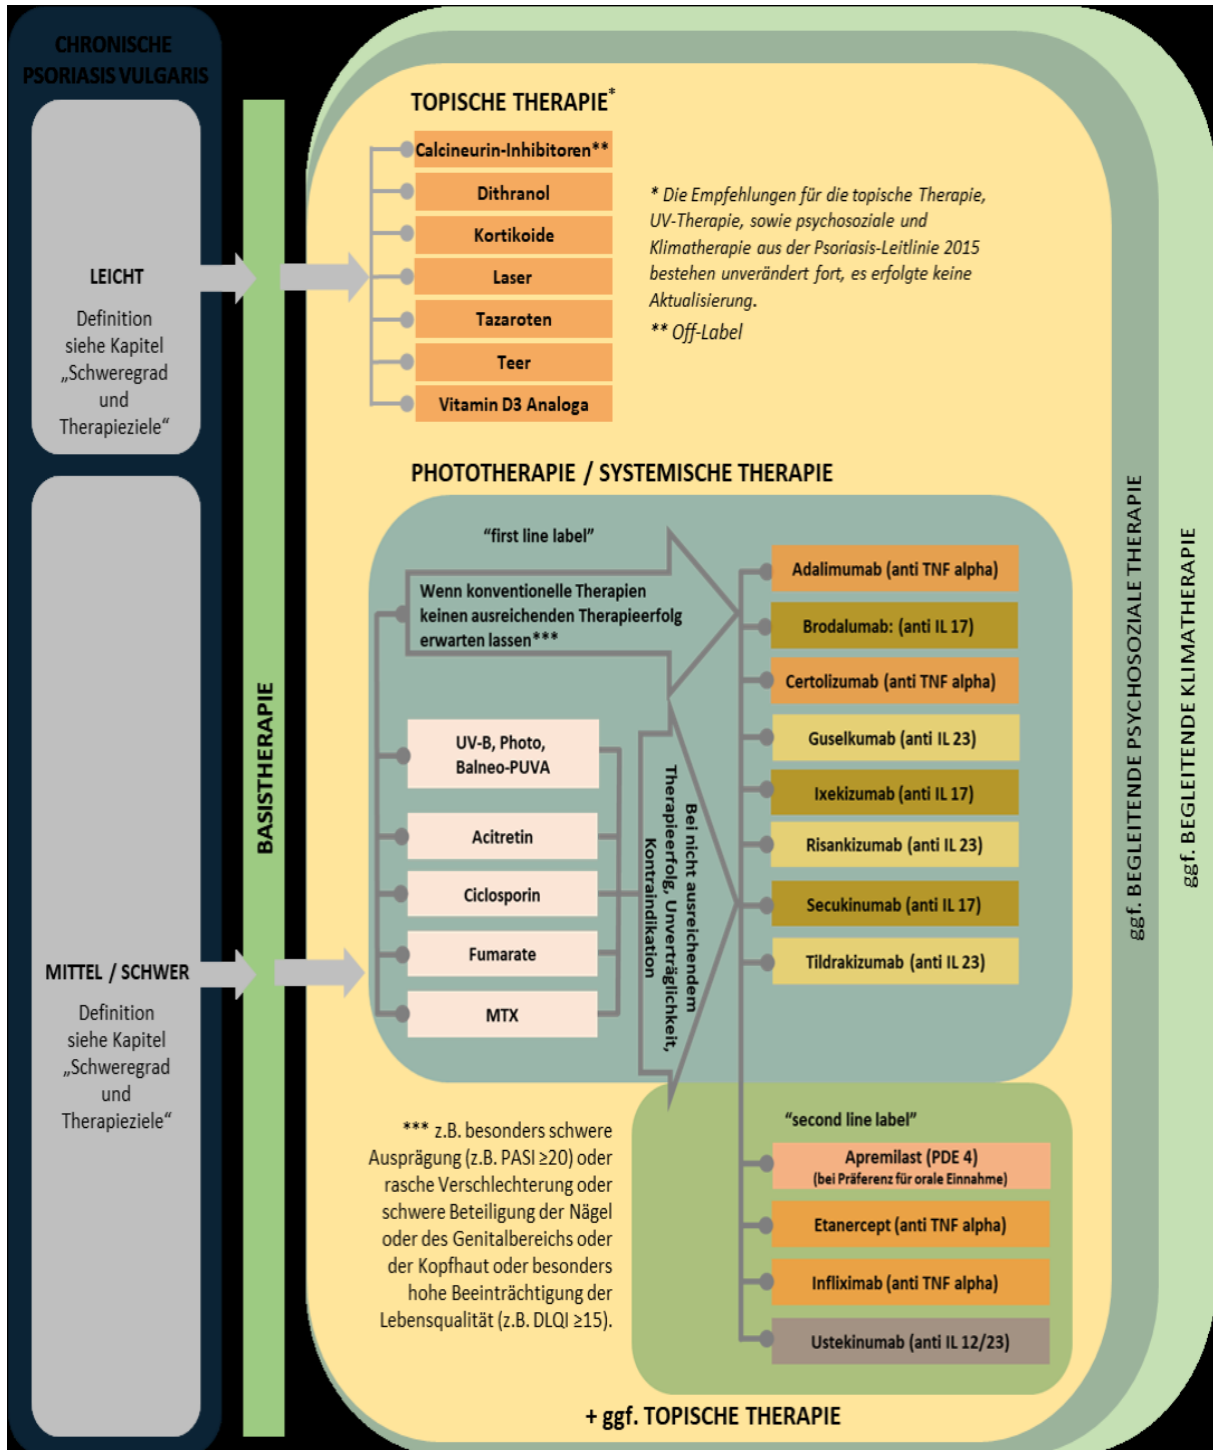 CHRONISCHE
PSORIASIS VULGARIS
LEICHT
Definition
siehe Kapitel
„Schweregrad
und
Therapieziele“
MITTEL / SCHWER
Definition
siehe Kapitel
„Schweregrad
und
Therapieziele“
BASISTHERAPIE
TOPISCHE THERAPIE*
Calcineurin-Inhibitoren**
Dithranol
Kortikoide
Laser
Tazaroten
Teer
Vitamin D3 Analoga
* Die Empfehlungen für die topische Therapie,
UV-Therapie, sowie psychosoziale und
Klimatherapie aus der Psoriasis-Leitlinie 2015
bestehen unverändert fort, es erfolgte keine
Aktualisierung.
** Off-Label
PHOTOTHERAPIE / SYSTEMISCHE THERAPIE
“first line label”
Wenn konventionelle Therapien
keinen ausreichenden Therapieerfolg
erwarten lassen***
UV-B, Photo,
Balneo-PUVA
Acitretin
Ciclosporin
Fumarate
MTX
Bei nicht ausreichendem
Therapieerfolg, Unverträglichkeit,
Kontraindikation
Adalimumab (anti TNF alpha)
Brodalumab: (anti IL 17)
Certolizumab (anti TNF alpha)
Guselkumab (anti IL 23)
Ixekizumab (anti IL 17)
Risankizumab (anti IL 23)
Secukinumab (anti IL 17)
Tildrakizumab (anti IL 23)
“second line label”
Apremilast (PDE 4)
(bei Präferenz für orale Einnahme)
Etanercept (anti TNF alpha)
Infliximab (anti TNF alpha)
Ustekinumab (anti IL 12/23)
*** z.B. besonders schwere
Ausprägung (z.B. PASI ≥20) oder
rasche Verschlechterung oder
schwere Beteiligung der Nägel
oder des Genitalbereichs oder
der Kopfhaut oder besonders
hohe Beeinträchtigung der
Lebensqualität (z.B. DLQI ≥15).
+ ggf. TOPISCHE THERAPIE
ggf. BEGLEITENDE PSYCHOSOZIALE THERAPIE
ggf. BEGLEITENDE KLIMATHERAPIE